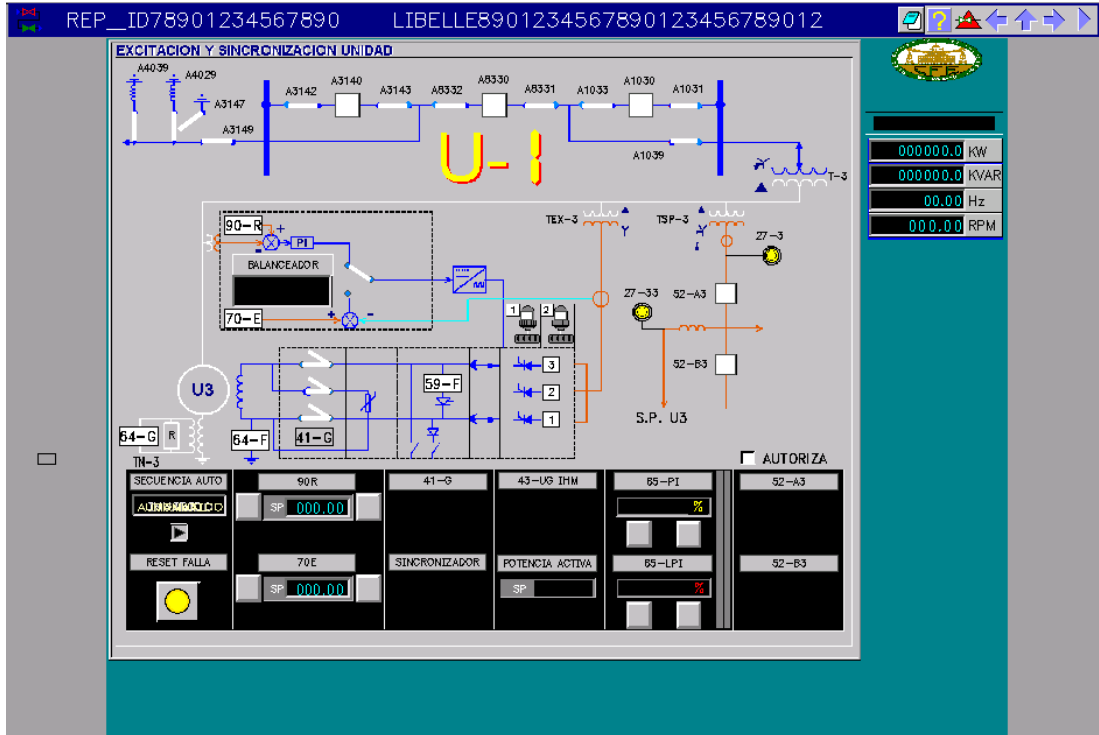 REP__ID78901234567890 LIBELLE8901234567890123456789012
EXCITACION Y SINCRONIZACION UNIDAD
A4039
A4029
A3147
A3149
A3142
A3140
A3143
A8332
A8330
A8331
A1033
A1030
A1031
A1039
U-1
T-3
CFE
000000.0 KW
000000.0 KVAR
00.00 Hz
000.00 RPM
90-R
+
-
PI
BALANCEADOR
70-E
+
-
TEX-3
Y
TSP-3
27-3
27-33
52-A3
52-B3
S.P. U3
1
2
3
2
1
59-F
41-G
U3
64-G
R
64-F
TN-3
AUTORIZA
SECUENCIA AUTO
90R
41-G
43-UG IHM
65-PI
52-A3
SP 000.00
%
RESET FALLA
70E
SINCRONIZADOR
POTENCIA ACTIVA
65-LPI
52-B3
SP 000.00
SP
%